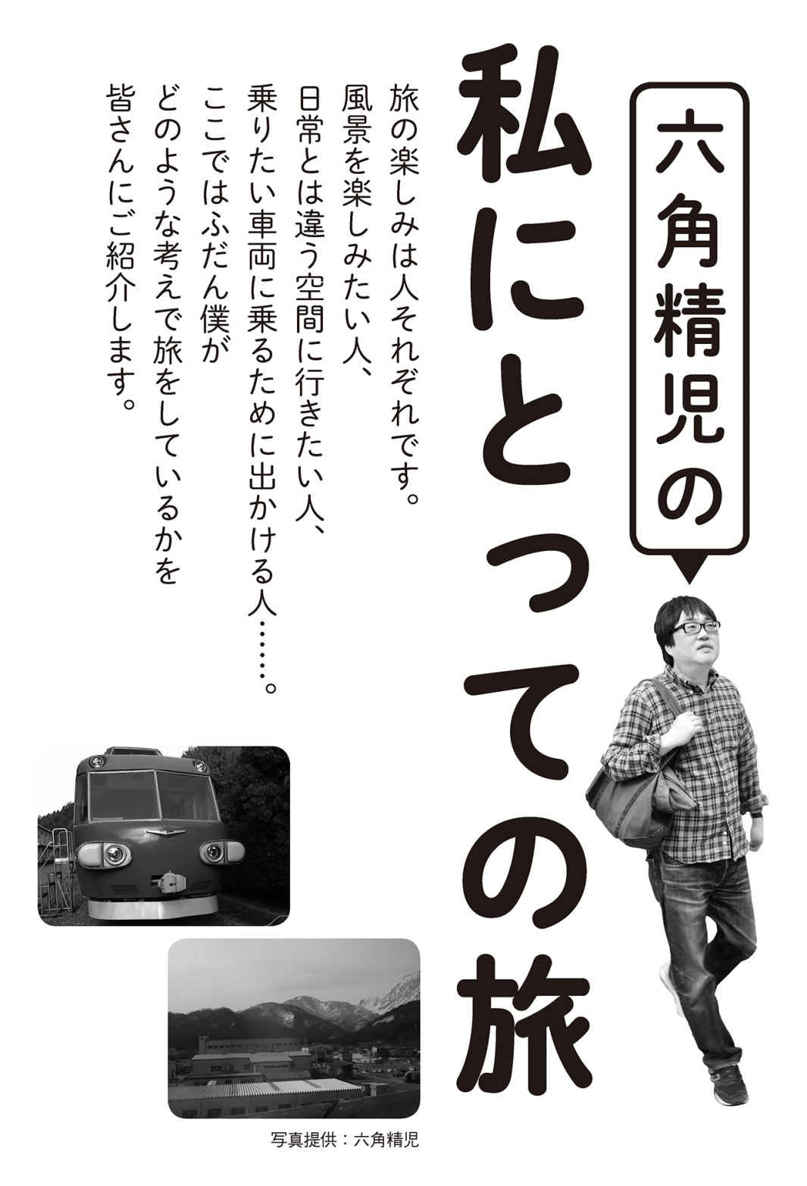 六角精児の
私にとっての旅
旅の楽しみは人それぞれです。
風景を楽しみたい人、
日常とは違う空間に行きたい人、
乗りたい車両に乗るために出かける人……。
ここではふだん僕が
どのような考えで旅をしているかを
皆さんにご紹介します。
写真提供：六角精児